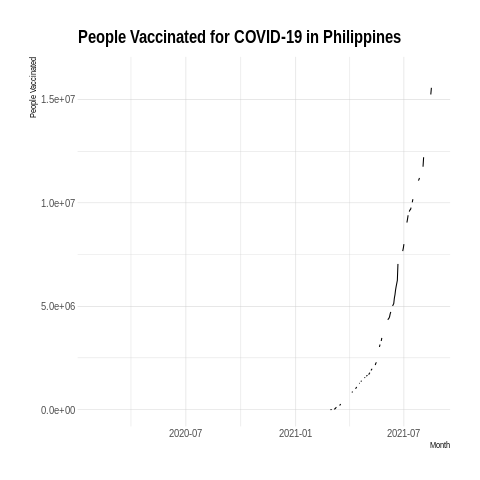 People Vaccinated for COVID-19 in Philippines
People Vaccinated
1.5e+07
1.0e+07
5.0e+06
0.0e+00
2020-07
2021-01
2021-07
Month